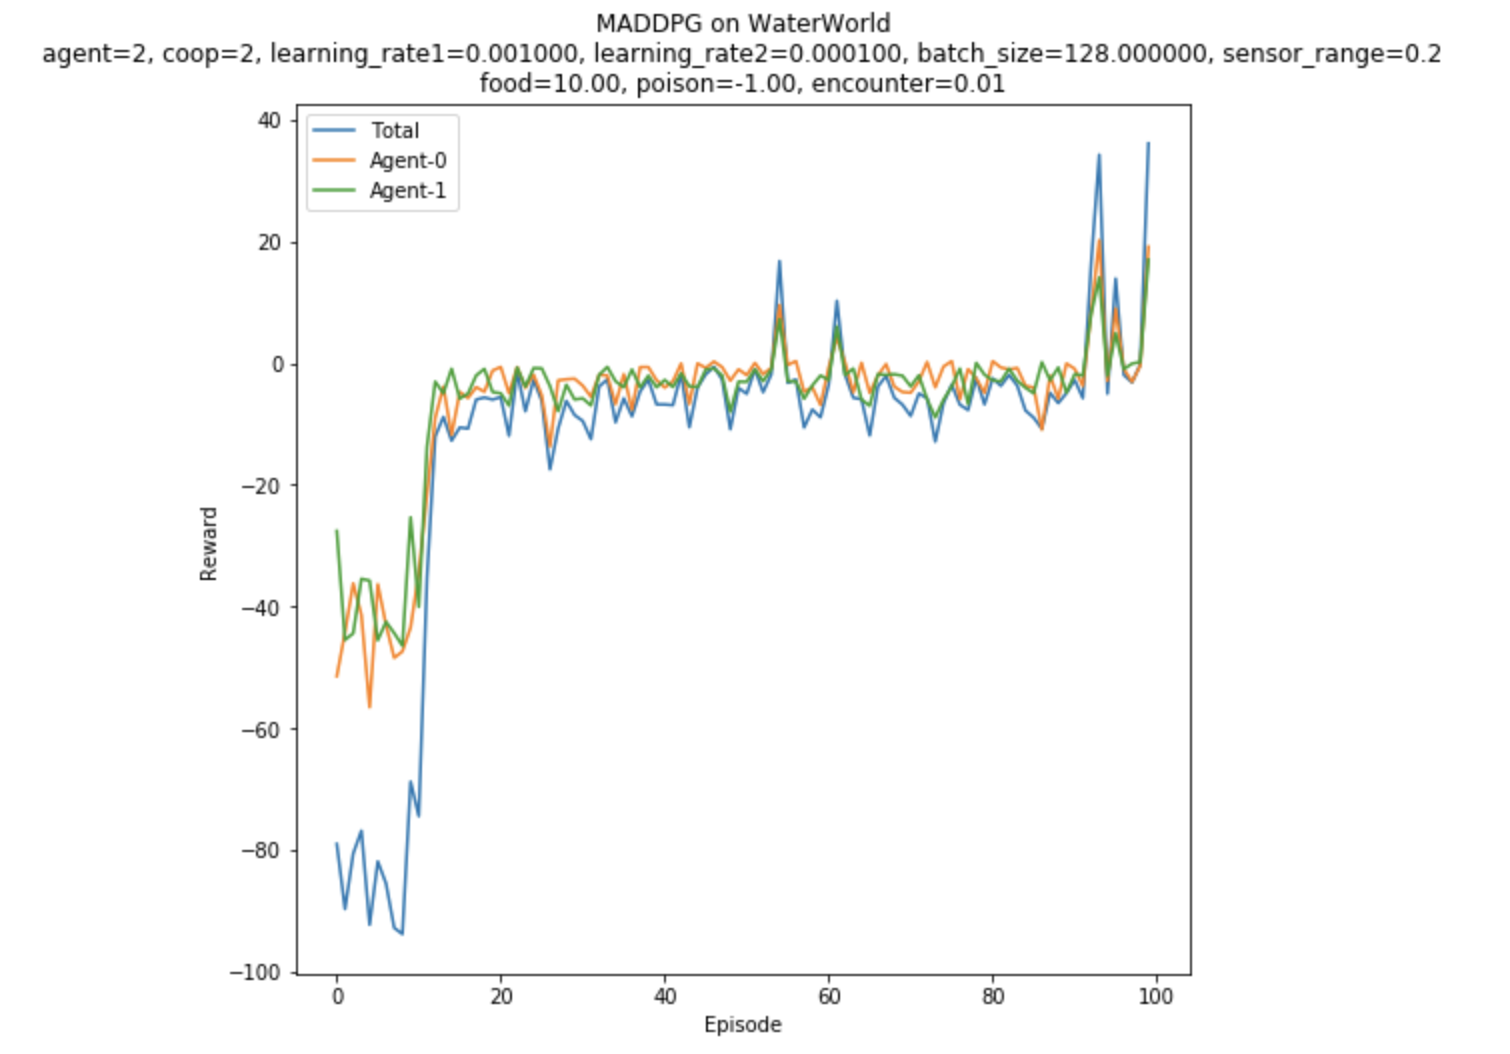 MADDPG on WaterWorld
agent=2, coop=2, learning_rate1=0.001000, learning_rate2=0.000100, batch_size=128.000000, sensor_range=0.2
food=10.00, poison=-1.00, encounter=0.01
Total
Agent-0
Agent-1
40
20
0
−20
−40
−60
−80
−100
Reward
0 20 40 60 80 100
Episode